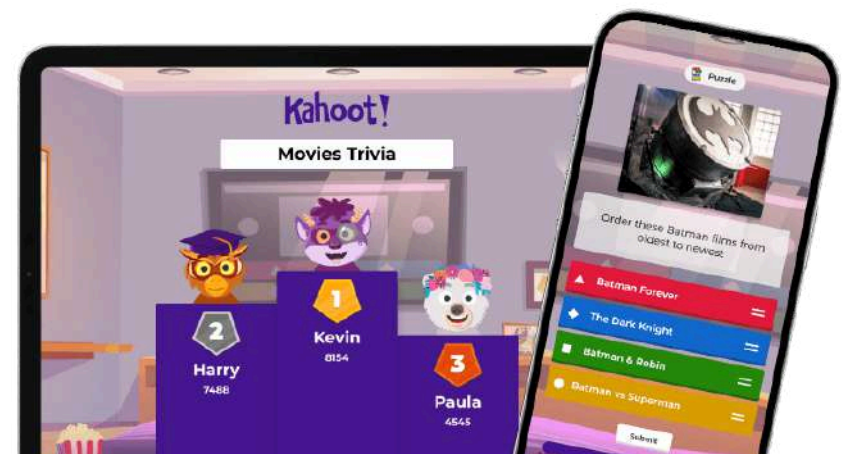 Kahoot!
Movies Trivia
2
Harry
7488
1
Kevin
8154
3
Paula
4545
Puzzle
Order these Batman films from
oldest to newest
Batman Forever
The Dark Knight
Batman & Robin
Batman vs Superman
Submit